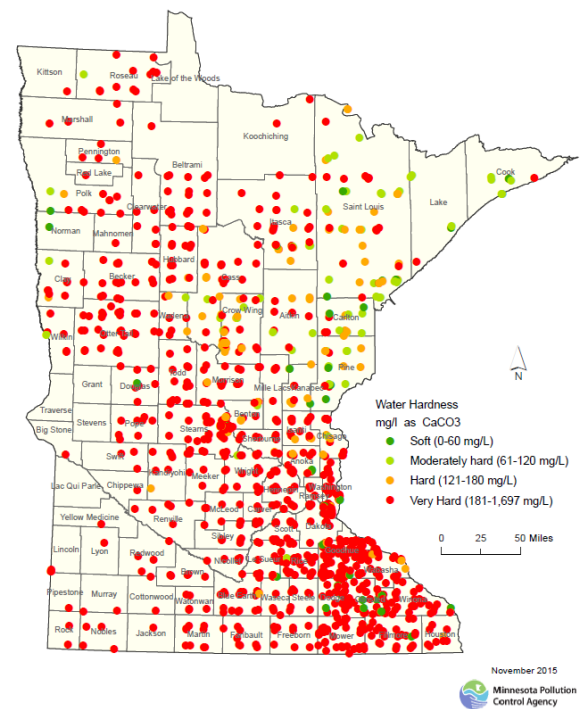 Kittson
Roseau
Lake of the Woods
Marshall
Koochiching
Pennington
Beltrami
Red Lake
Cook
Polk
Clearwater
Itasca
Saint Louis
Lake
Norman
Mahnomen
Hubbard
Cass
Clay
Becker
Wadena
Crow Wing
Aitkin
Carlton
Wilkin
Otter Tail
Todd
Morrison
Mille Lacs
Kanabec
Pine
Grant
Douglas
Traverse
Stevens
Pope
Stearns
Benton
Big Stone
Isanti
Chisago
Swift
Sherburne
Anoka
Kandiyohi
Meeker
Wright
Washington
Lac Qui Parle
Chippewa
Hennepin
Ramsey
Yellow Medicine
Renville
McLeod
Carver
Scott
Dakota
Sibley
Lincoln
Lyon
Redwood
Nicollet
Le Sueur
Rice
Goodhue
Wabasha
Brown
Pipestone
Murray
Cottonwood
Watonwan
Blue Earth
Waseca
Steele
Dodge
Olmsted
Winona
Rock
Nobles
Jackson
Martin
Faribault
Freeborn
Mower
Fillmore
Houston
N
Water Hardness
mg/l as CaCO3
Soft (0-60 mg/L)
Moderately hard (61-120 mg/L)
Hard (121-180 mg/L)
Very Hard (181-1,697 mg/L)
0 25 50 Miles
November 2015
Minnesota Pollution
Control Agency